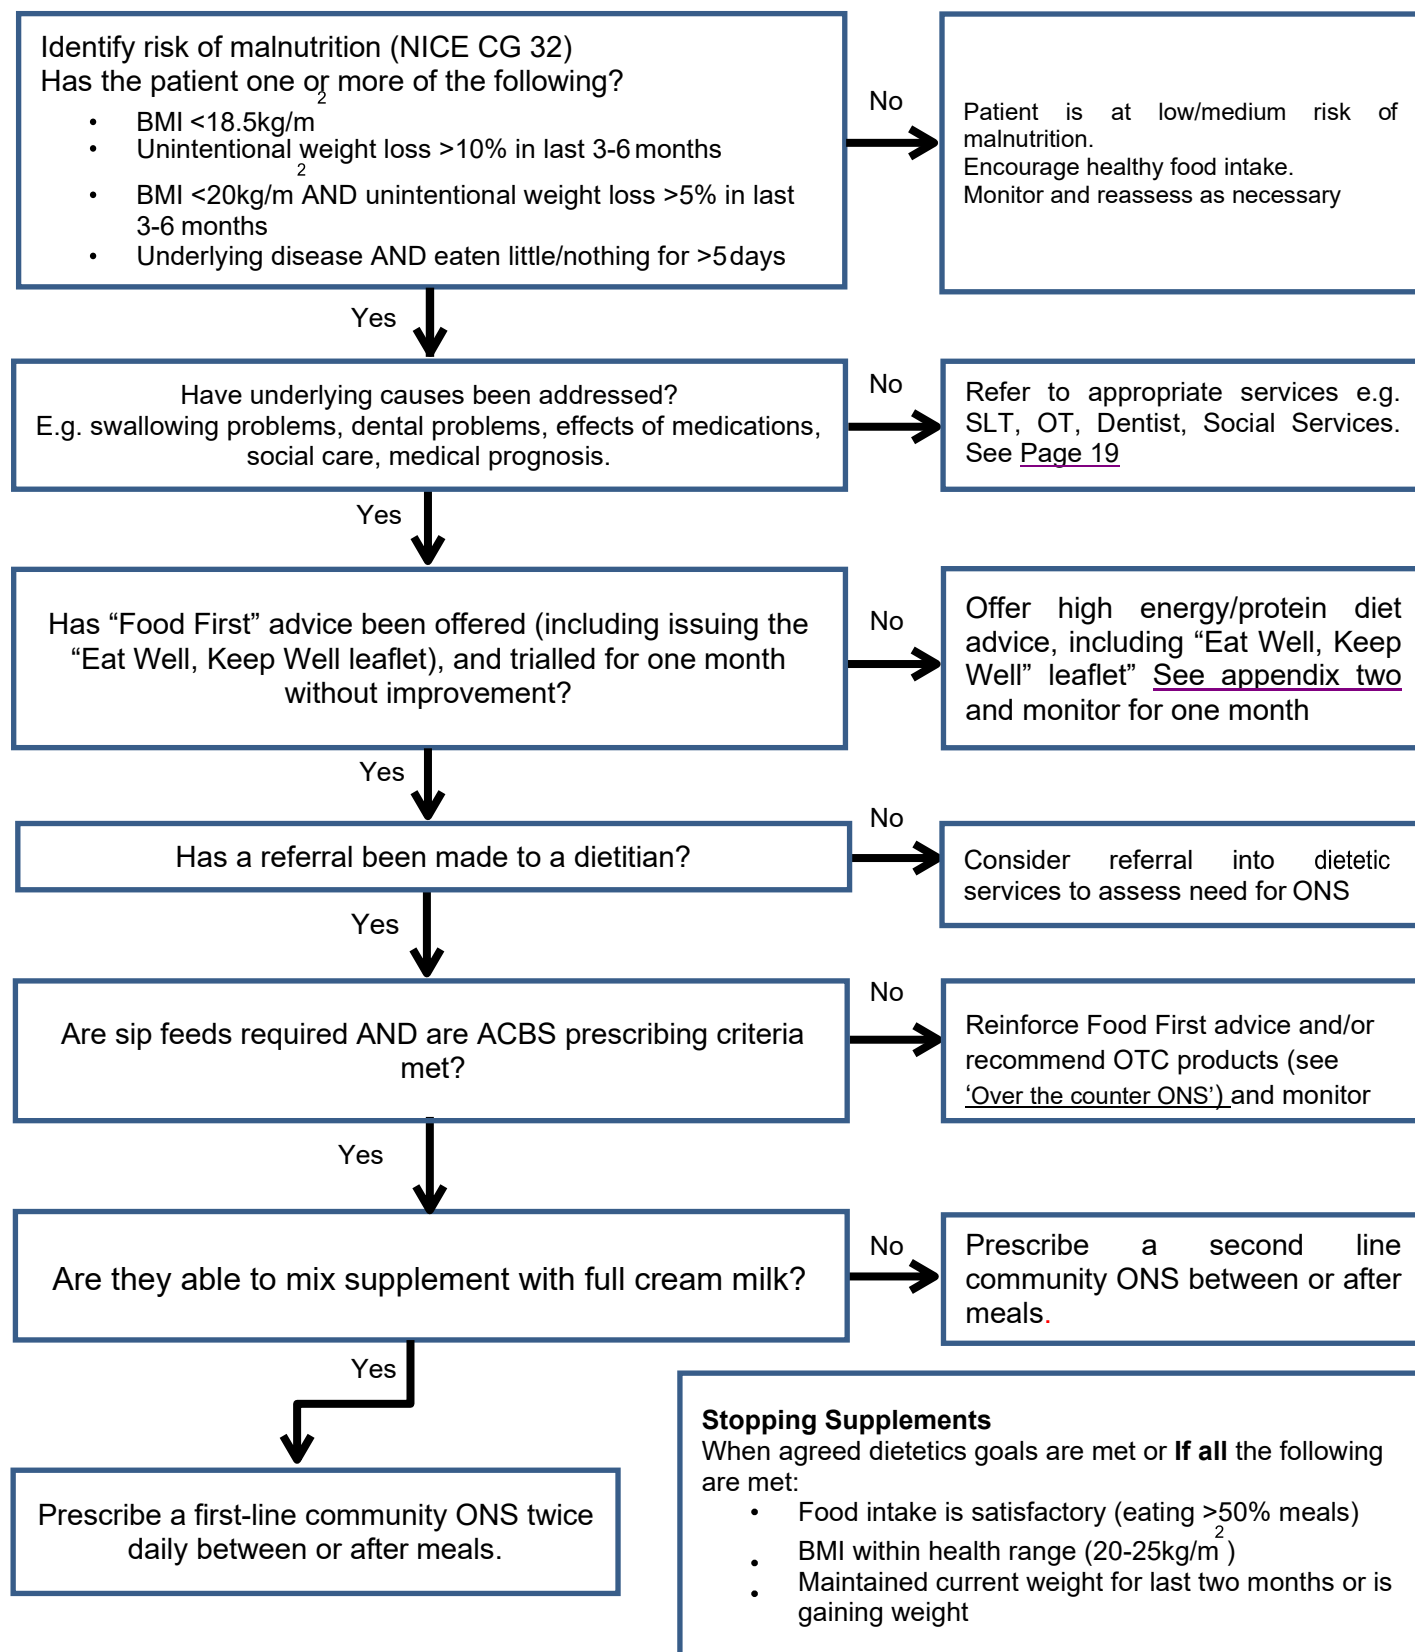 Identify risk of malnutrition (NICE CG 32)
Has the patient one or more of the following?
• BMI <18.5kg/m2
• Unintentional weight loss >10% in last 3-6 months
• BMI <20kg/m2 AND unintentional weight loss >5% in last
3-6 months
• Underlying disease AND eaten little/nothing for >5 days
No
Patient is at low/medium risk of
malnutrition.
Encourage healthy food intake.
Monitor and reassess as necessary
Yes
Have underlying causes been addressed?
E.g. swallowing problems, dental problems, effects of medications,
social care, medical prognosis.
No
Refer to appropriate services e.g.
SLT, OT, Dentist, Social Services.
See Page 19
Yes
Has “Food First” advice been offered (including issuing the
“Eat Well, Keep Well leaflet), and trialled for one month
without improvement?
No
Offer high energy/protein diet
advice, including “Eat Well, Keep
Well” leaflet” See appendix two
and monitor for one month
Yes
Has a referral been made to a dietitian?
No
Consider referral into dietetic
services to assess need for ONS
Yes
Are sip feeds required AND are ACBS prescribing criteria
met?
No
Reinforce Food First advice and/or
recommend OTC products (see
‘Over the counter ONS’) and monitor
Yes
Are they able to mix supplement with full cream milk?
No
Prescribe a second line
community ONS between or after
meals.
Yes
Prescribe a first-line community ONS twice
daily between or after meals.
Stopping Supplements
When agreed dietetics goals are met or If all the following
are met:
• Food intake is satisfactory (eating >50% meals)
• BMI within health range (20-25kg/m2)
• Maintained current weight for last two months or is
gaining weight